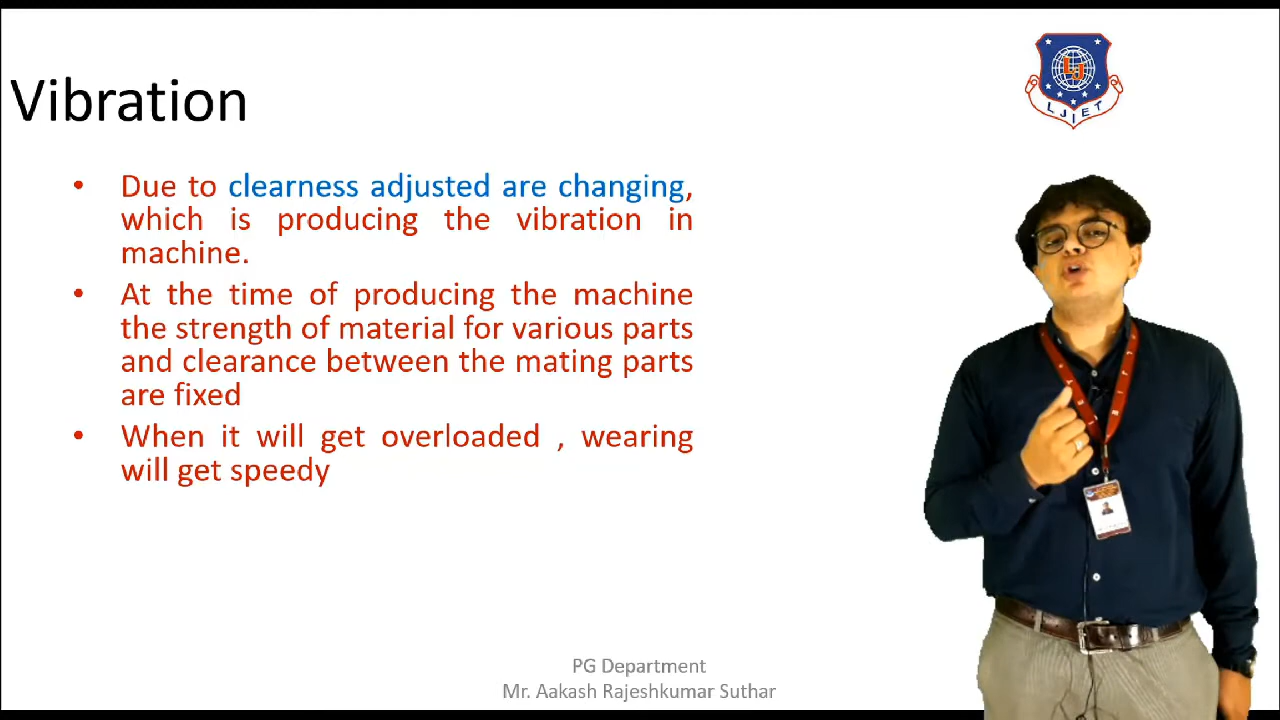 LJIET
Vibration
• Due to clearness adjusted are changing,
which is producing the vibration in
machine.
• At the time of producing the machine
the strength of material for various parts
and clearance between the mating parts
are fixed
• When it will get overloaded , wearing
will get speedy
PG Department
Mr. Aakash Rajeshkumar Suthar